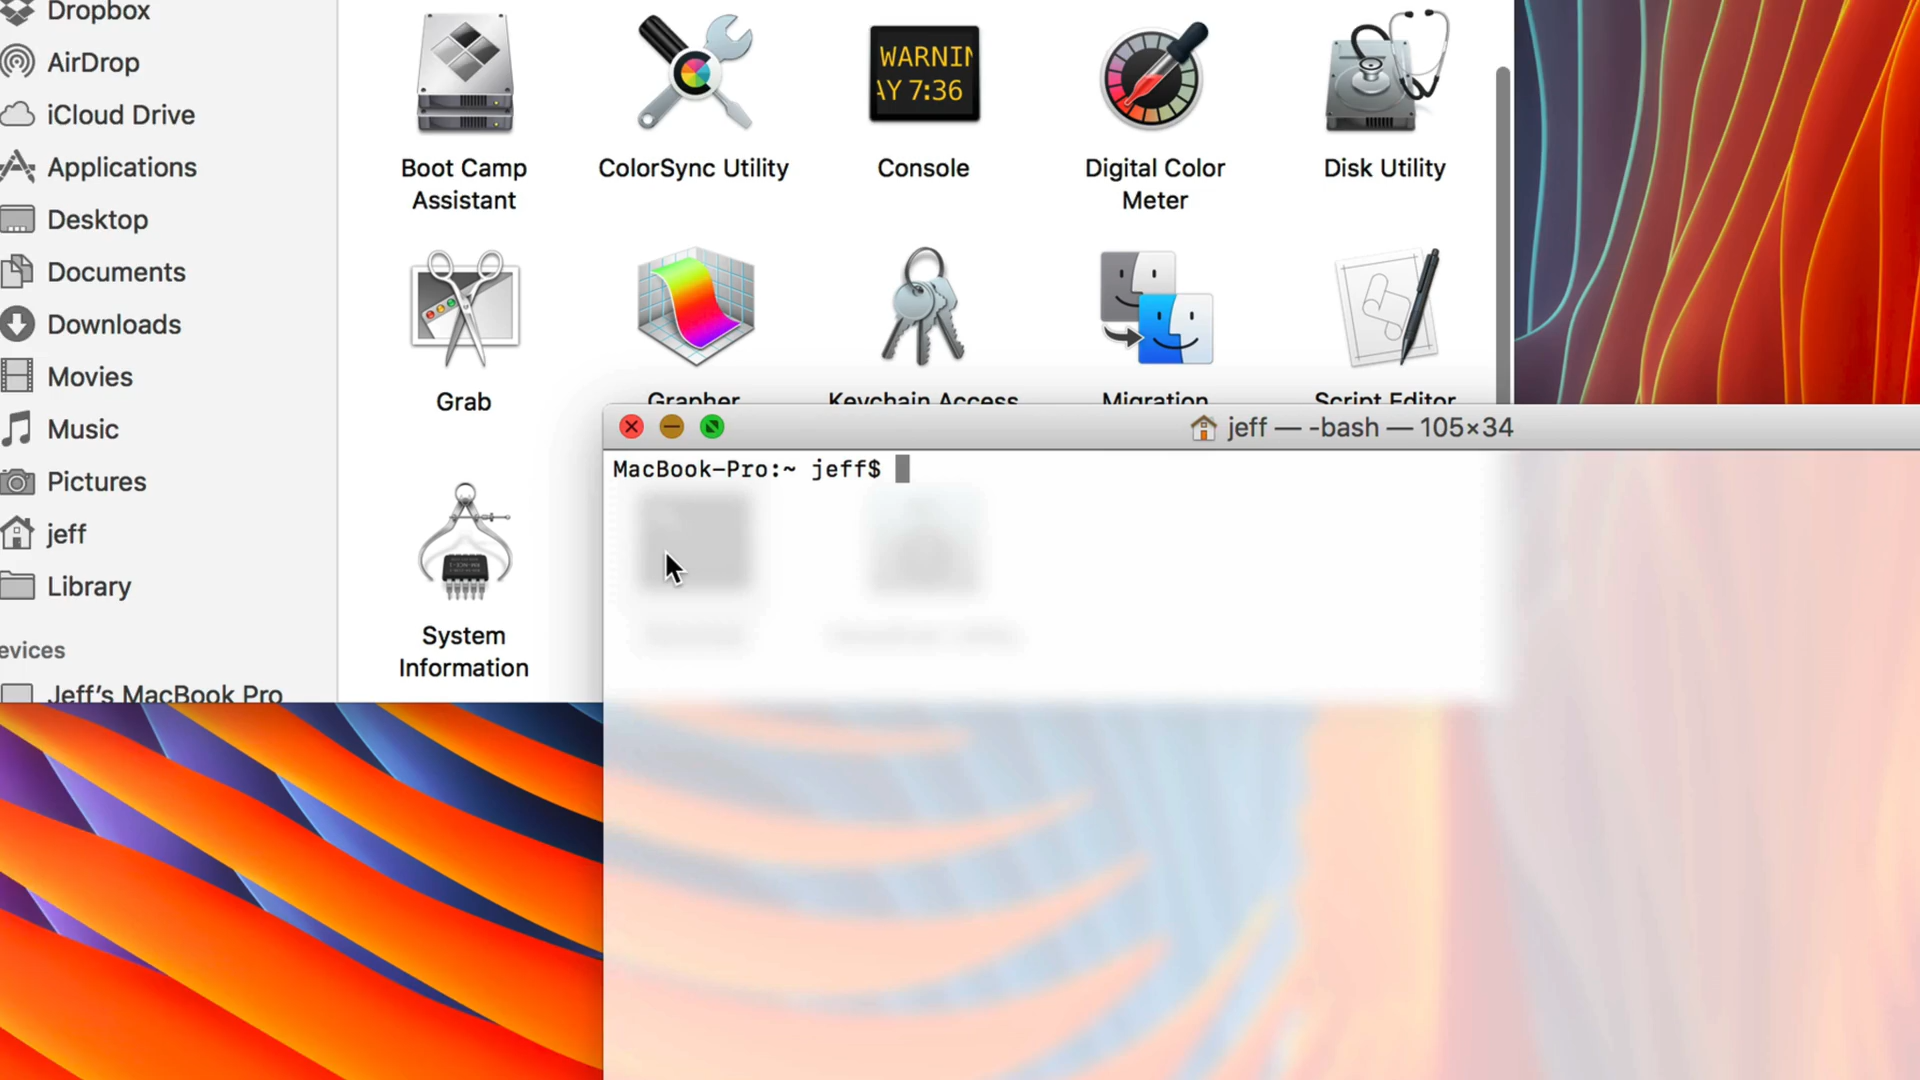 Dropbox
AirDrop
iCloud Drive
Applications
Desktop
Documents
Downloads
Movies
Music
Pictures
jeff
Library
evices
Jeff's MacBook Pro
WARNIN
AY 7:36
Boot Camp
Assistant
ColorSync Utility
Console
Digital Color
Meter
Disk Utility
Grab
Grapher
Keychain Access
Migration
Script Editor
System
Information
jeff — -bash — 105×34
MacBook-Pro:~ jeff$